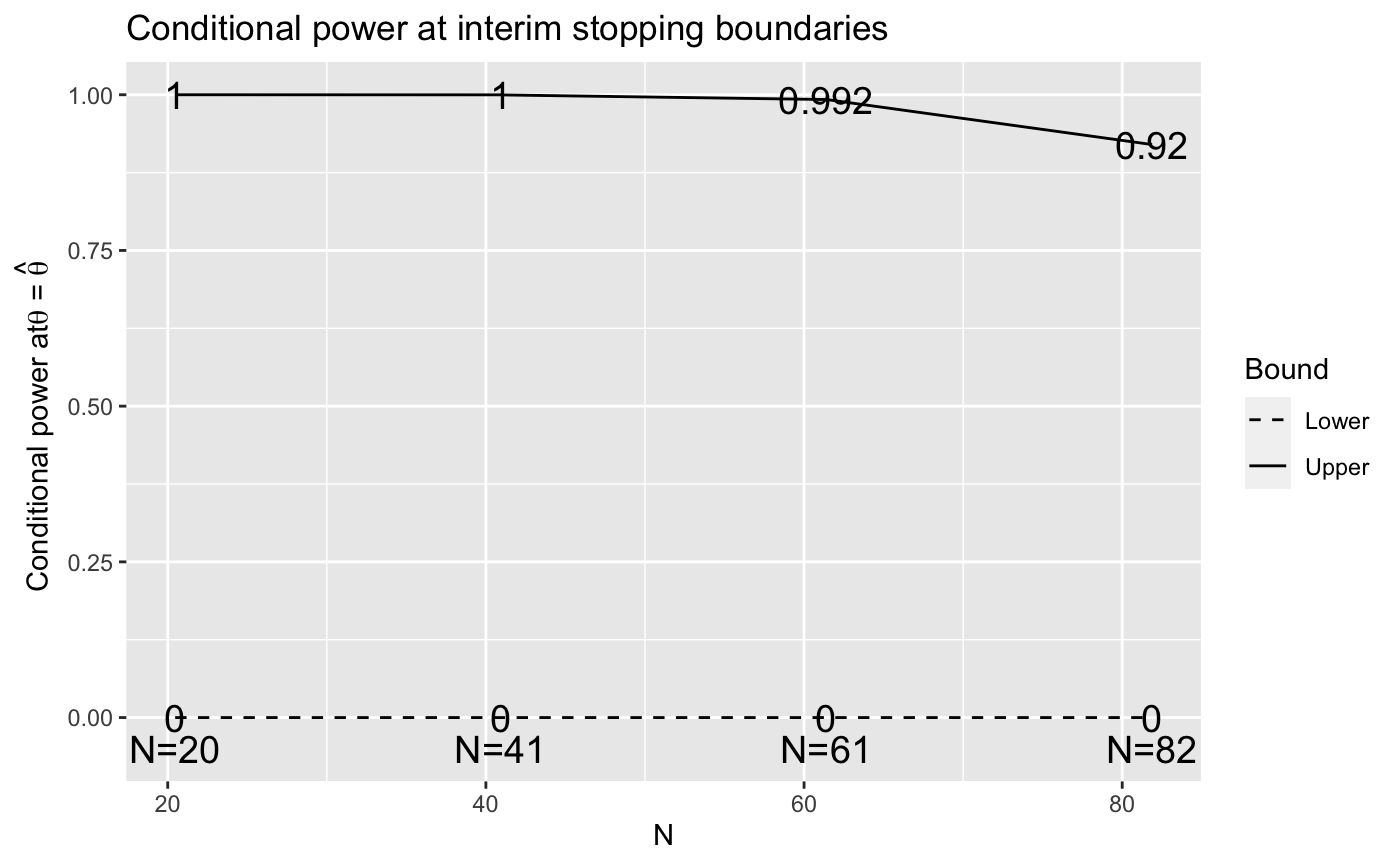 Conditional power at interim stopping boundaries
Conditional power atθ = θ̂
1.00
0.75
0.50
0.25
0.00
1
1
0.992
0.92
0
0
0
0
N=20
N=41
N=61
N=82
20
40
60
80
N
Bound
Lower
Upper